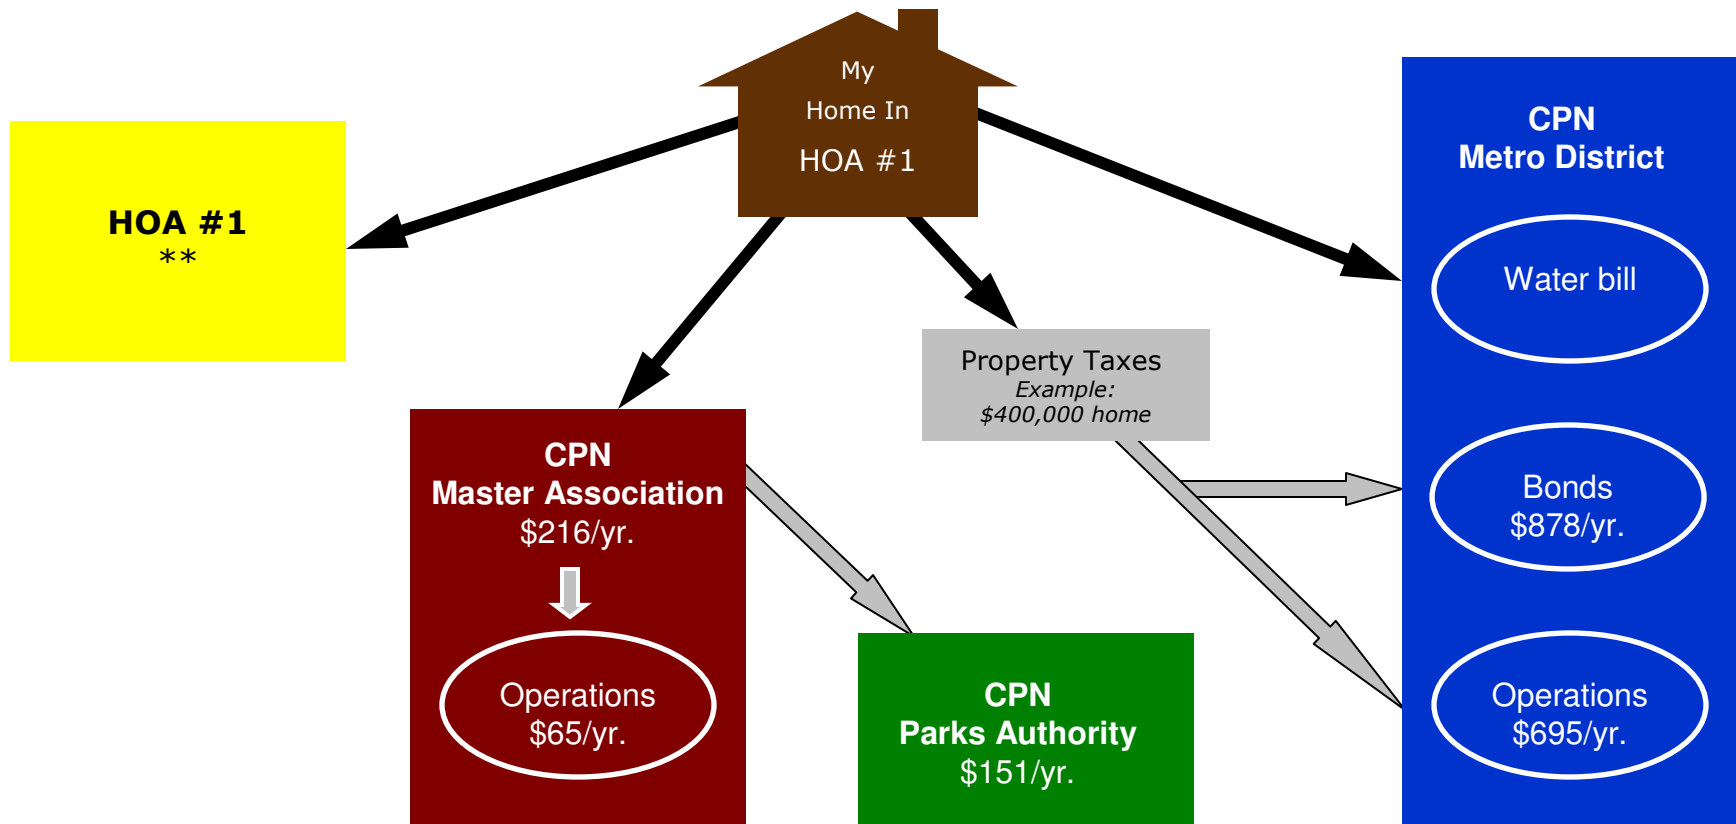 My
Home In
HOA #1
HOA #1
**
CPN
Metro District
Water bill
Bonds
$878/yr.
Operations
$695/yr.
Property Taxes
Example:
$400,000 home
CPN
Master Association
$216/yr.
Operations
$65/yr.
CPN
Parks Authority
$151/yr.